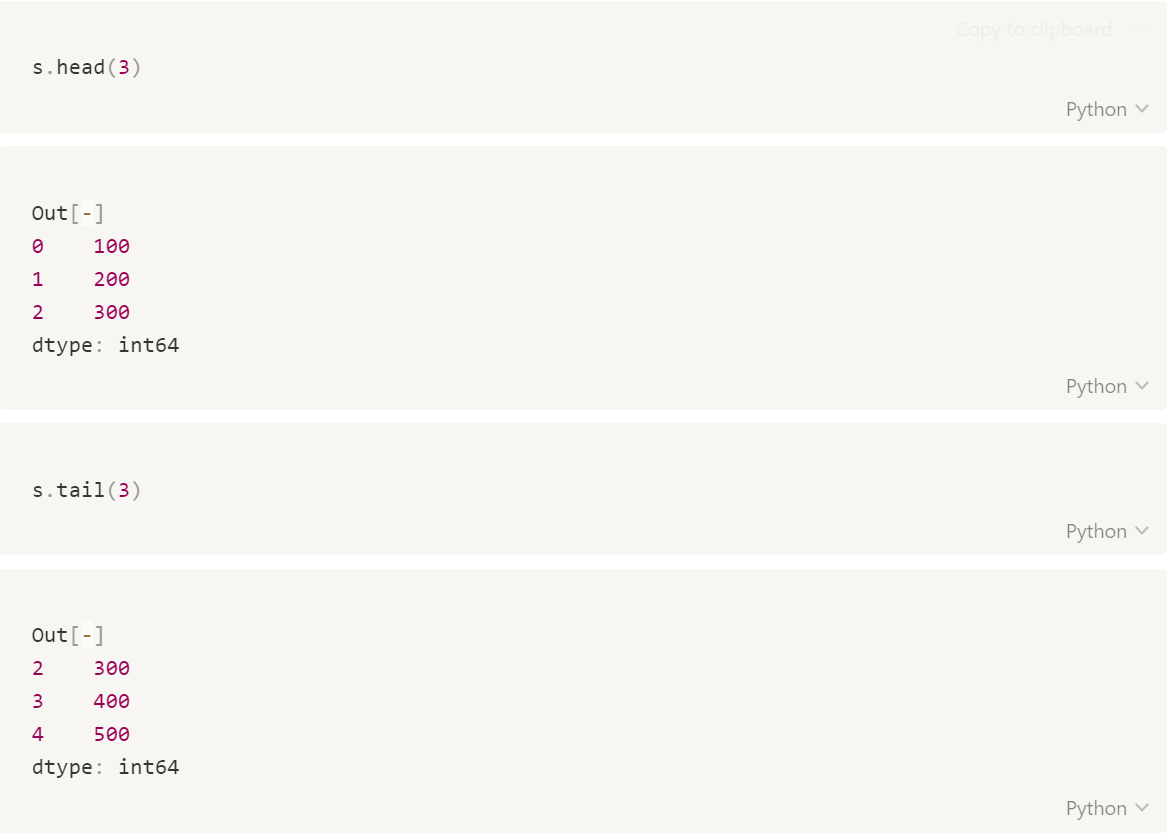 Copy to clipboard
s.head(3)
Python
Out[-]
0    100
1    200
2    300
dtype: int64
Python
s.tail(3)
Python
Out[-]
2    300
3    400
4    500
dtype: int64
Python